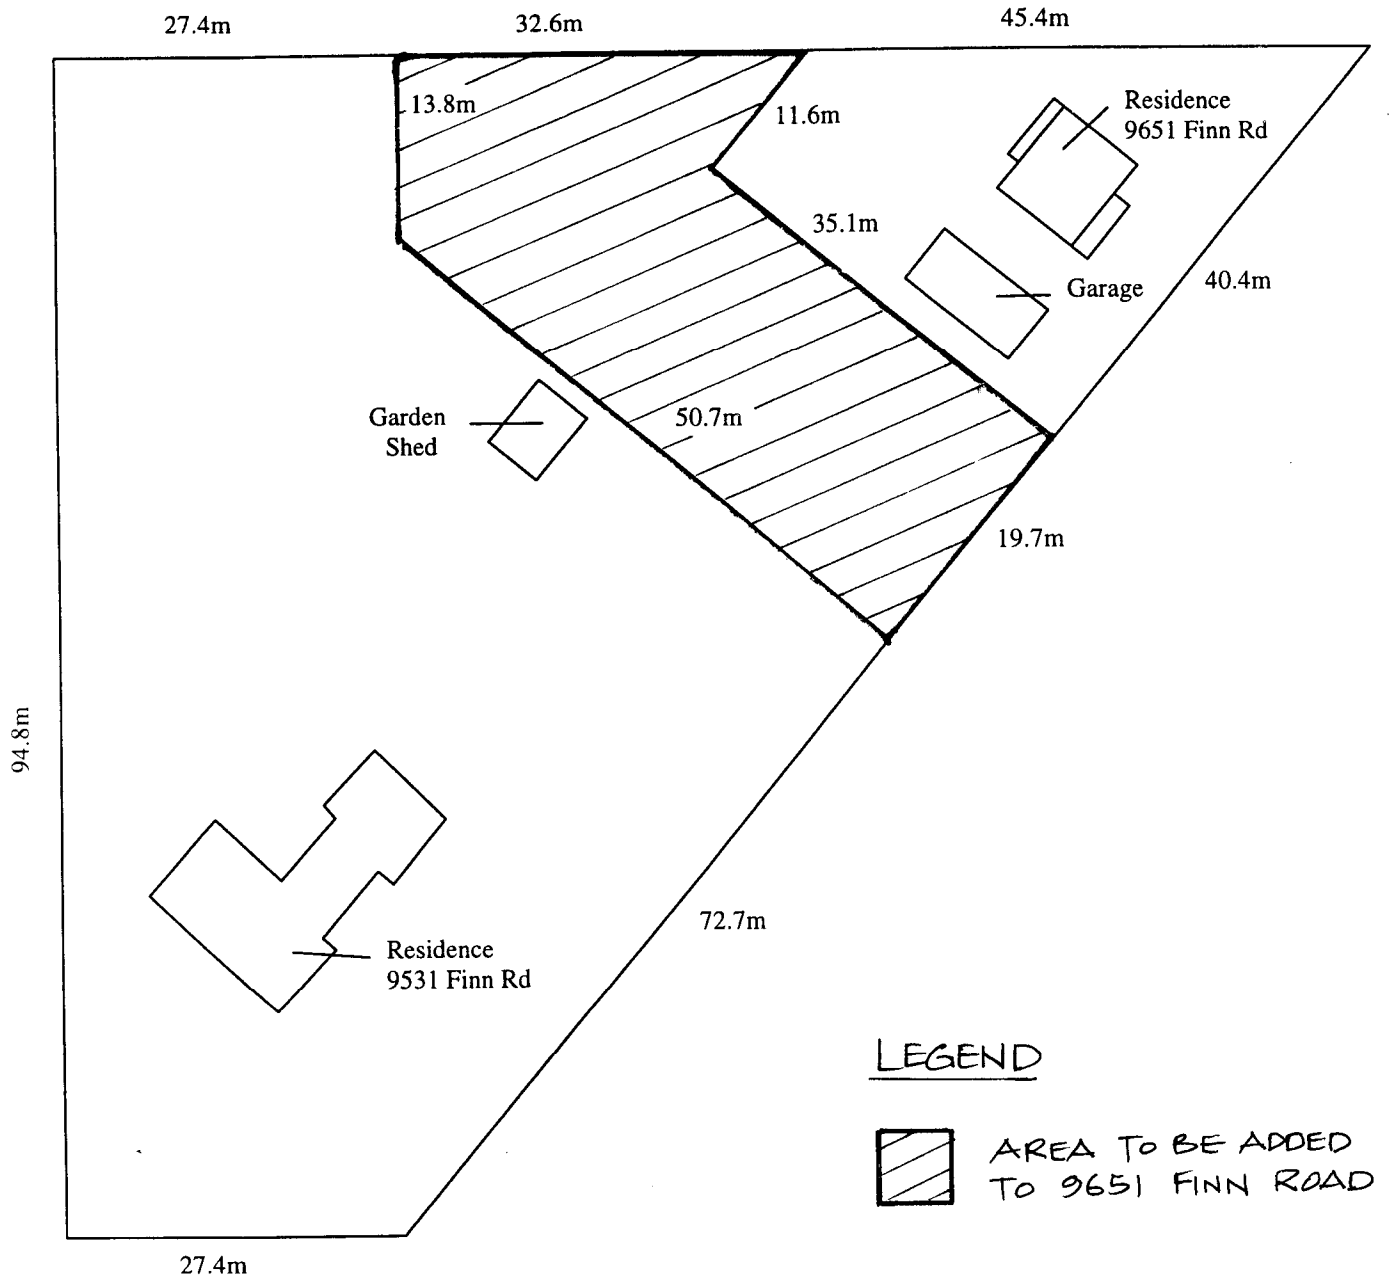 27.4m
32.6m
45.4m
13.8m
11.6m
Residence
9651 Finn Rd
35.1m
40.4m
Garage
Garden
Shed
50.7m
19.7m
94.8m
72.7m
Residence
9531 Finn Rd
LEGEND
AREA TO BE ADDED
TO 9651 FINN ROAD
27.4m